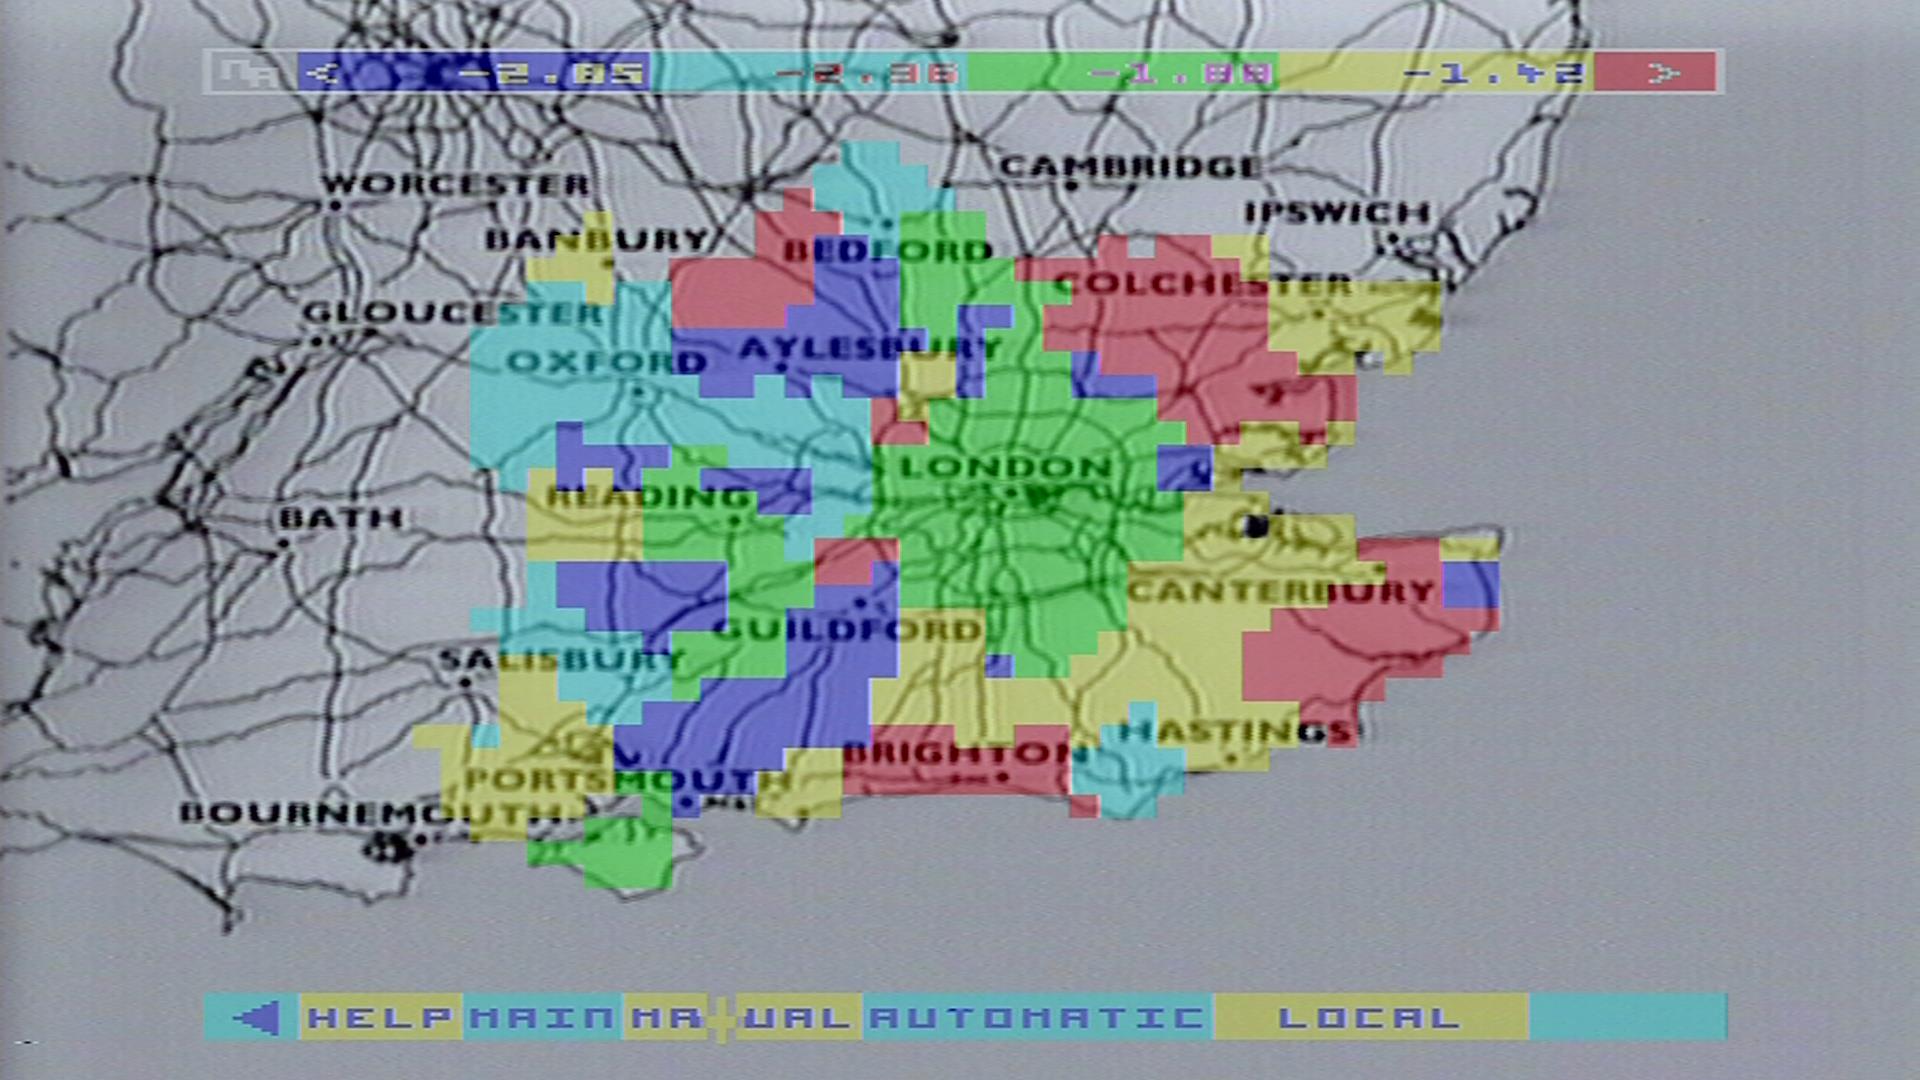 < -2.85 -2.36 -1.88 -1.42 >
CAMBRIDGE
WORCESTER
IPSWICH
BANBURY
BEDFORD
COLCHESTER
GLOUCESTER
AYLESBURY
OXFORD
LONDON
READING
BATH
CANTERBURY
GUILDFORD
SALISBURY
HASTINGS
BRIGHTON
PORTSMOUTH
BOURNEMOUTH
HELP MAIN MANUAL AUTOMATIC LOCAL